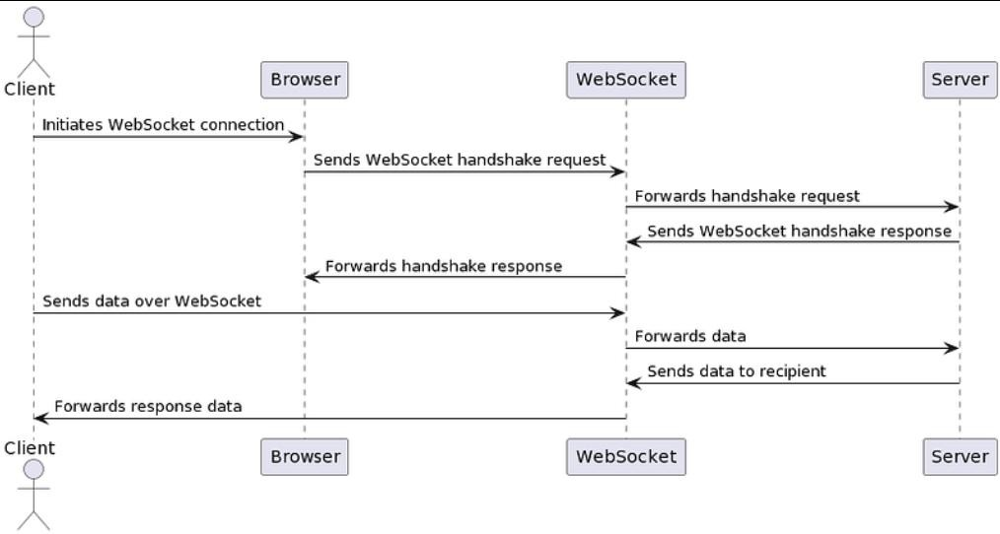 Client
Browser
WebSocket
Server
Initiates WebSocket connection
Sends WebSocket handshake request
Forwards handshake request
Sends WebSocket handshake response
Forwards handshake response
Sends data over WebSocket
Forwards data
Sends data to recipient
Forwards response data
Client
Browser
WebSocket
Server